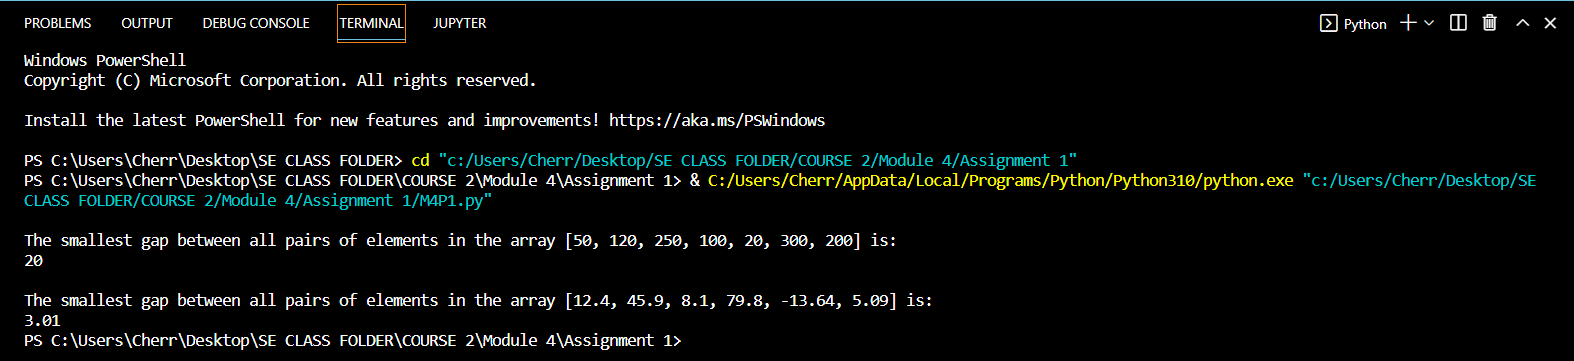 PROBLEMS OUTPUT DEBUG CONSOLE TERMINAL JUPYTER Python
Windows PowerShell
Copyright (C) Microsoft Corporation. All rights reserved.
Install the latest PowerShell for new features and improvements! https://aka.ms/PSWindows
PS C:\Users\Cherr\Desktop\SE CLASS FOLDER> cd "c:/Users/Cherr/Desktop/SE CLASS FOLDER/COURSE 2/Module 4/Assignment 1"
PS C:\Users\Cherr\Desktop\SE CLASS FOLDER\COURSE 2\Module 4\Assignment 1> & C:/Users/Cherr/AppData/Local/Programs/Python/Python310/python.exe "c:/Users/Cherr/Desktop/SE
CLASS FOLDER/COURSE 2/Module 4/Assignment 1/M4P1.py"
The smallest gap between all pairs of elements in the array [50, 120, 250, 100, 20, 300, 200] is:
20
The smallest gap between all pairs of elements in the array [12.4, 45.9, 8.1, 79.8, -13.64, 5.09] is:
3.01
PS C:\Users\Cherr\Desktop\SE CLASS FOLDER\COURSE 2\Module 4\Assignment 1>